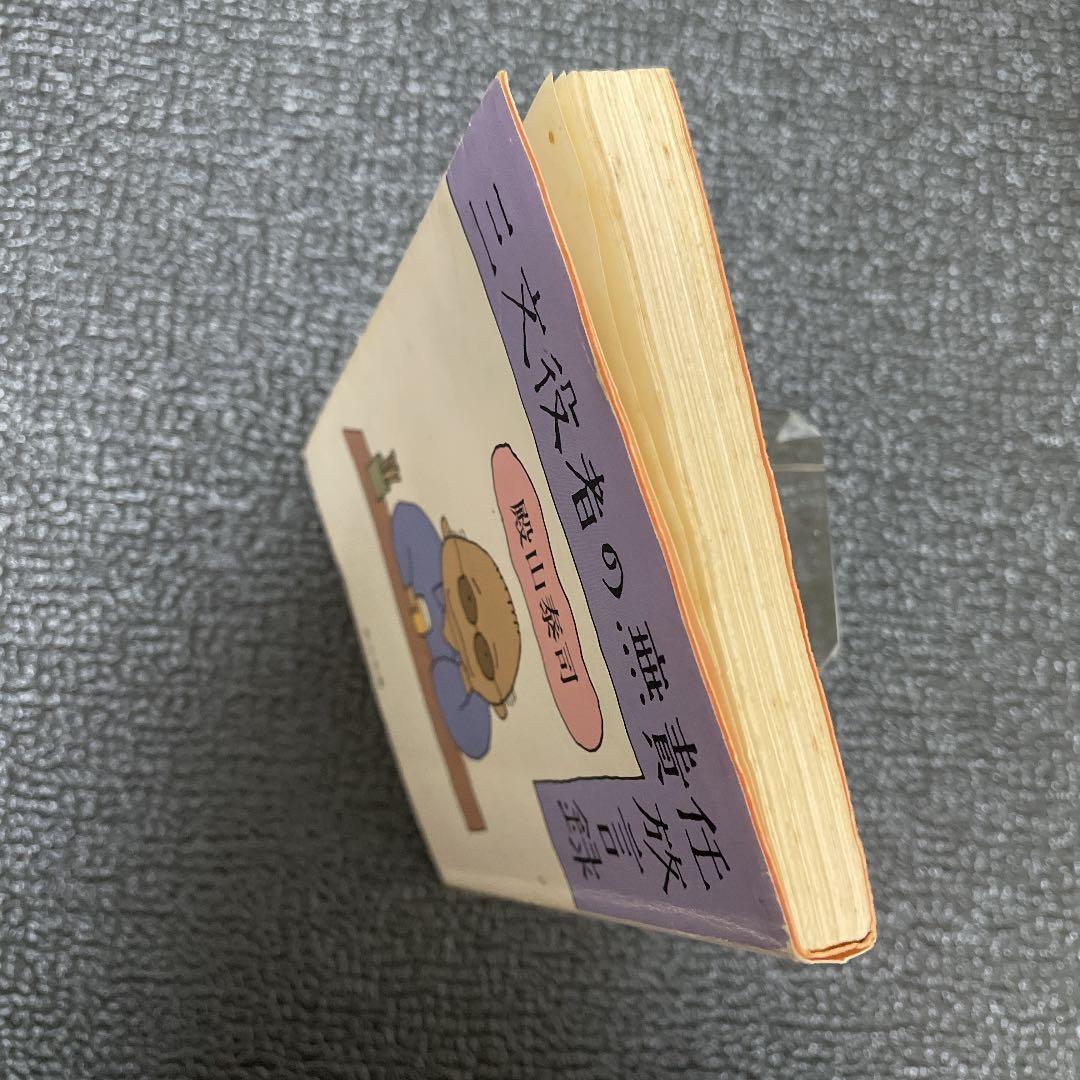 三文役者の無責任
放言録
殿山泰司